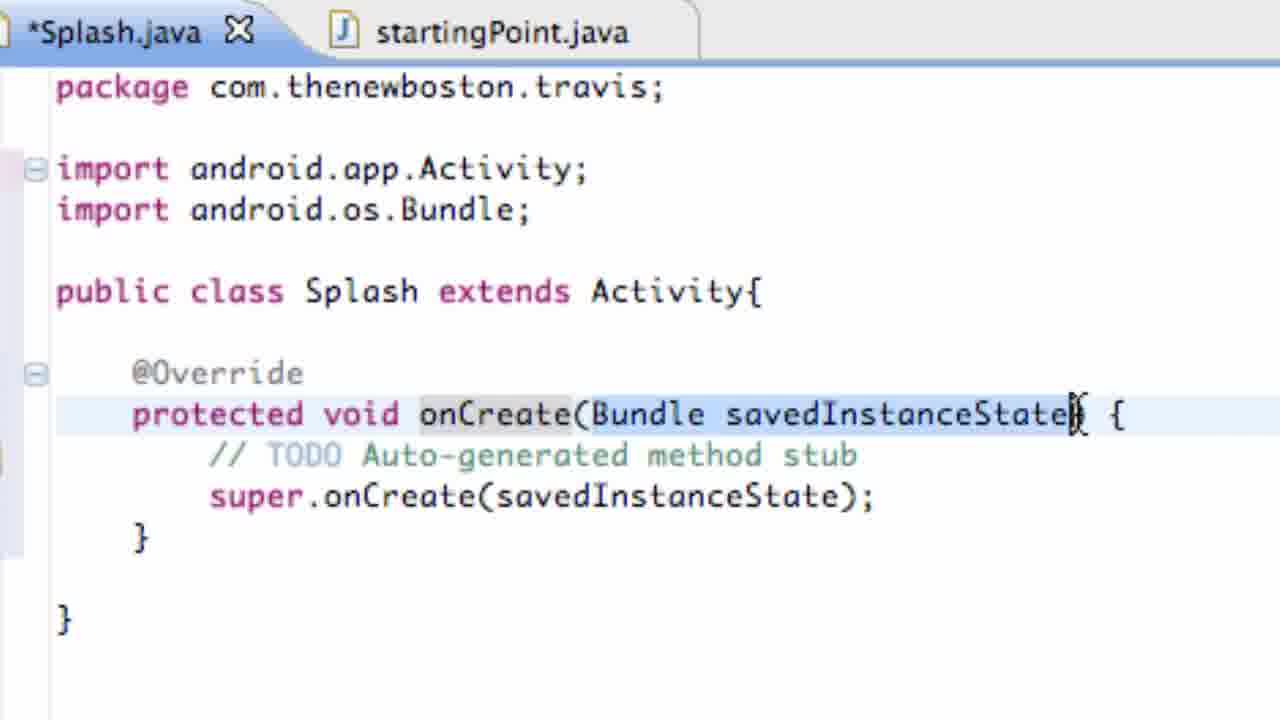 *Splash.java startingPoint.java
package com.thenewboston.travis;
import android.app.Activity;
import android.os.Bundle;
public class Splash extends Activity{
@Override
protected void onCreate(Bundle savedInstanceState) {
// TODO Auto-generated method stub
super.onCreate(savedInstanceState);
}
}